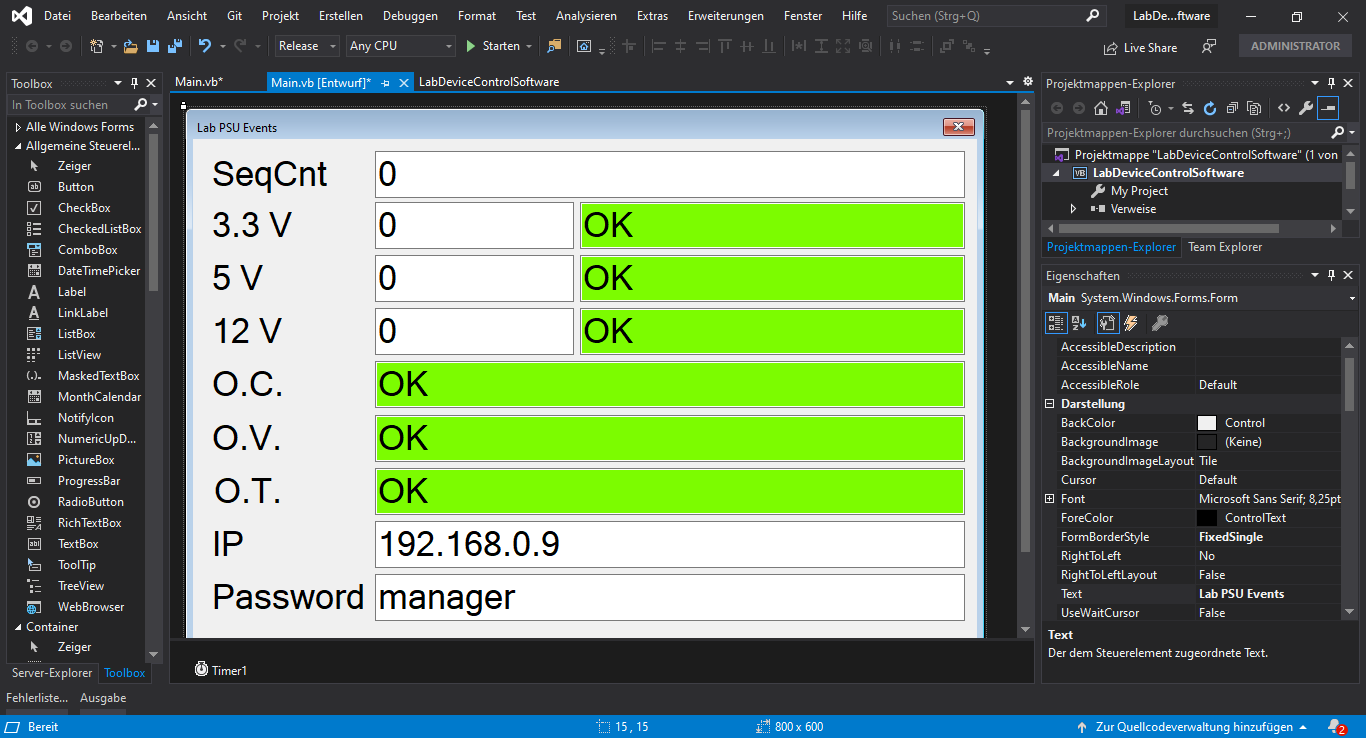 Datei Bearbeiten Ansicht Git Projekt Erstellen Debuggen Format Test Analysieren Extras Erweiterungen Fenster Hilfe Suchen (Strg+Q) LabDe...ftware
Release Any CPU Starten Live Share ADMINISTRATOR
Toolbox
In Toolbox suchen
Alle Windows Forms
Allgemeine Steuerel...
Zeiger
Button
CheckBox
CheckedListBox
ComboBox
DateTimePicker
Label
LinkLabel
ListBox
ListView
MaskedTextBox
MonthCalendar
NotifyIcon
NumericUpD...
PictureBox
ProgressBar
RadioButton
RichTextBox
TextBox
ToolTip
TreeView
WebBrowser
Container
Zeiger
Server-Explorer Toolbox
Main.vb* Main.vb [Entwurf]* LabDeviceControlSoftware
Lab PSU Events
SeqCnt 0
3.3 V 0 OK
5 V 0 OK
12 V 0 OK
O.C. OK
O.V. OK
O.T. OK
IP 192.168.0.9
Password manager
Timer1
Projektmappen-Explorer
Projektmappen-Explorer durchsuchen (Strg+;)
Projektmappe "LabDeviceControlSoftware" (1 von
VB LabDeviceControlSoftware
My Project
Verweise
Projektmappen-Explorer Team Explorer
Eigenschaften
Main System.Windows.Forms.Form
AccessibleDescription
AccessibleName
AccessibleRole Default
Darstellung
BackColor Control
BackgroundImage (Keine)
BackgroundImageLayout Tile
Cursor Default
Font Microsoft Sans Serif; 8,25pt
ForeColor ControlText
FormBorderStyle FixedSingle
RightToLeft No
RightToLeftLayout False
Text Lab PSU Events
UseWaitCursor False
Text
Der dem Steuerelement zugeordnete Text.
Fehlerliste... Ausgabe
Bereit 15 , 15 800 x 600 Zur Quellcodeverwaltung hinzufügen 2